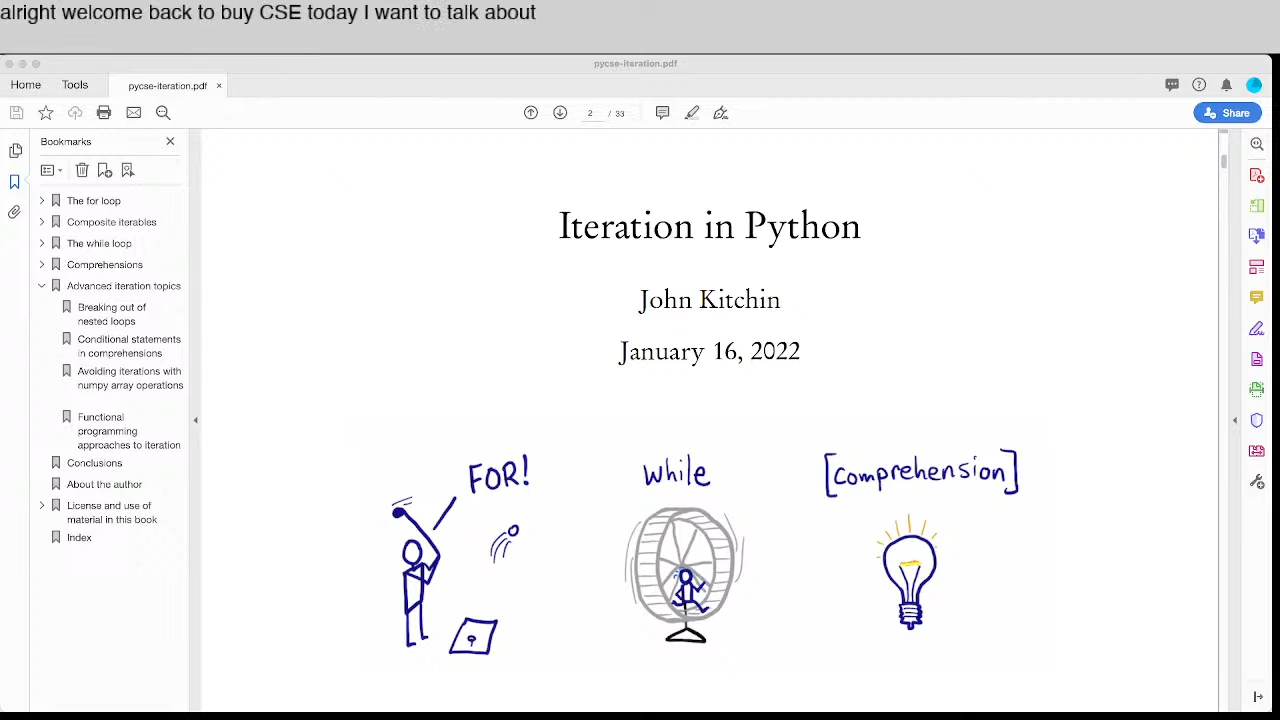 alright welcome back to buy CSE today I want to talk about
pycse-iteration.pdf
Home
Tools
pycse-iteration.pdf ×
2 / 33
Share
Bookmarks
The for loop
Composite iterables
The while loop
Comprehensions
Advanced iteration topics
Breaking out of
nested loops
Conditional statements
in comprehensions
Avoiding iterations with
numpy array operations
Functional
programming
approaches to iteration
Conclusions
About the author
License and use of
material in this book
Index
Iteration in Python
John Kitchin
January 16, 2022
FOR!
while
[comprehension]